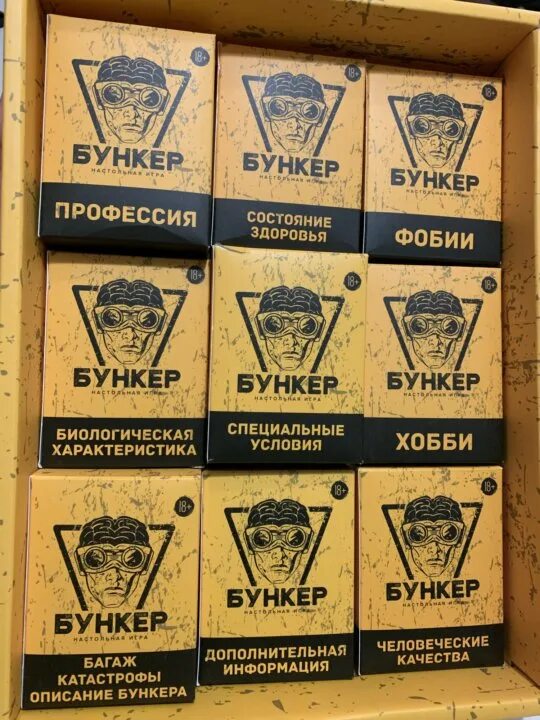 18+
БУНКЕР
НАСТОЛЬНАЯ ИГРА
ПРОФЕССИЯ
18+
БУНКЕР
НАСТОЛЬНАЯ ИГРА
СОСТОЯНИЕ
ЗДОРОВЬЯ
18+
БУНКЕР
НАСТОЛЬНАЯ ИГРА
ФОБИИ
18+
БУНКЕР
НАСТОЛЬНАЯ ИГРА
БИОЛОГИЧЕСКАЯ
ХАРАКТЕРИСТИКА
18+
БУНКЕР
НАСТОЛЬНАЯ ИГРА
СПЕЦИАЛЬНЫЕ
УСЛОВИЯ
18+
БУНКЕР
НАСТОЛЬНАЯ ИГРА
ХОББИ
18+
БУНКЕР
НАСТОЛЬНАЯ ИГРА
БАГАЖ
КАТАСТРОФЫ
ОПИСАНИЕ БУНКЕРА
18+
БУНКЕР
НАСТОЛЬНАЯ ИГРА
ДОПОЛНИТЕЛЬНАЯ
ИНФОРМАЦИЯ
18+
БУНКЕР
НАСТОЛЬНАЯ ИГРА
ЧЕЛОВЕЧЕСКИЕ
КАЧЕСТВА